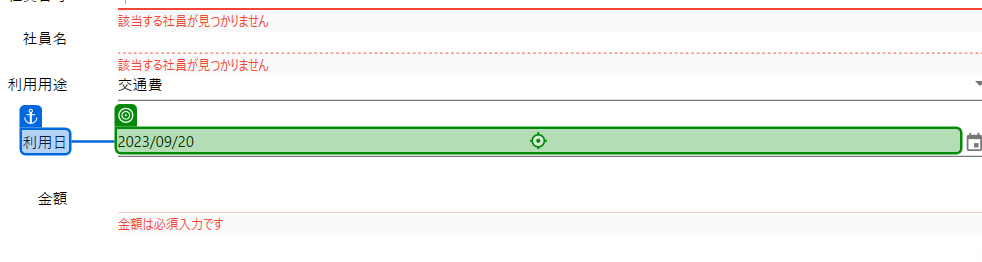 該当する社員が見つかりません
社員名
該当する社員が見つかりません
利用用途 交通費
利用日 2023/09/20
金額
金額は必須入力です